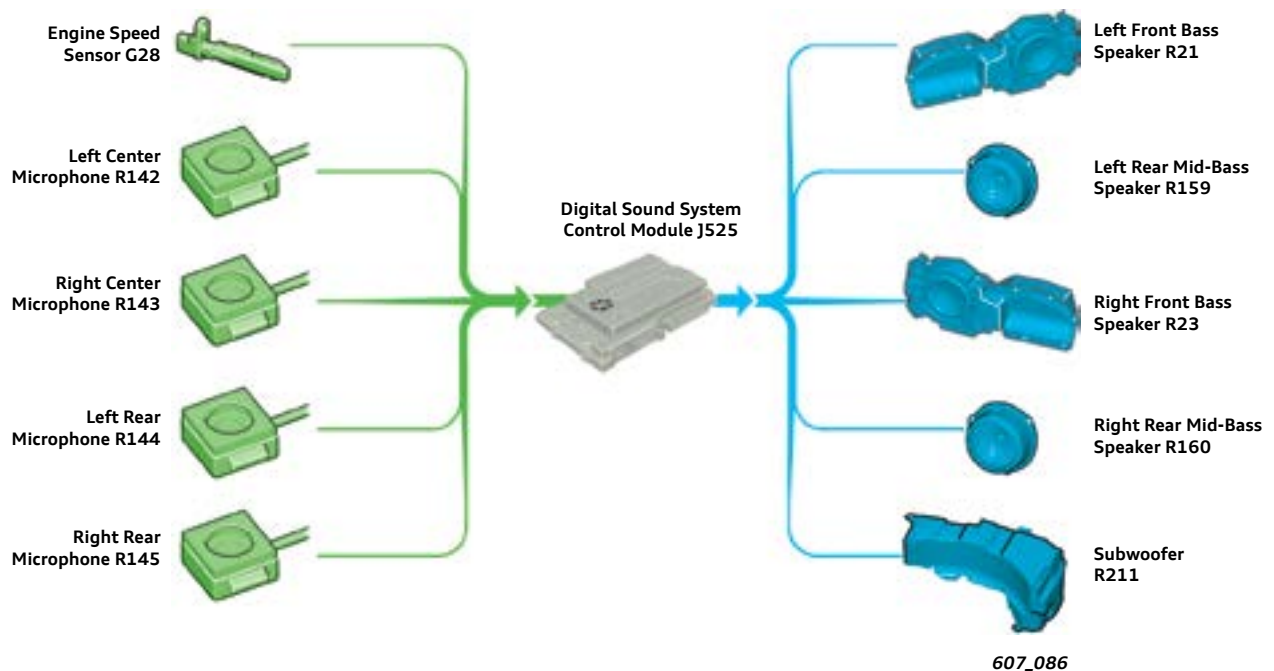 Engine Speed
Sensor G28
Left Center
Microphone R142
Right Center
Microphone R143
Left Rear
Microphone R144
Right Rear
Microphone R145
Digital Sound System
Control Module J525
Left Front Bass
Speaker R21
Left Rear Mid-Bass
Speaker R159
Right Front Bass
Speaker R23
Right Rear Mid-Bass
Speaker R160
Subwoofer
R211
607_086